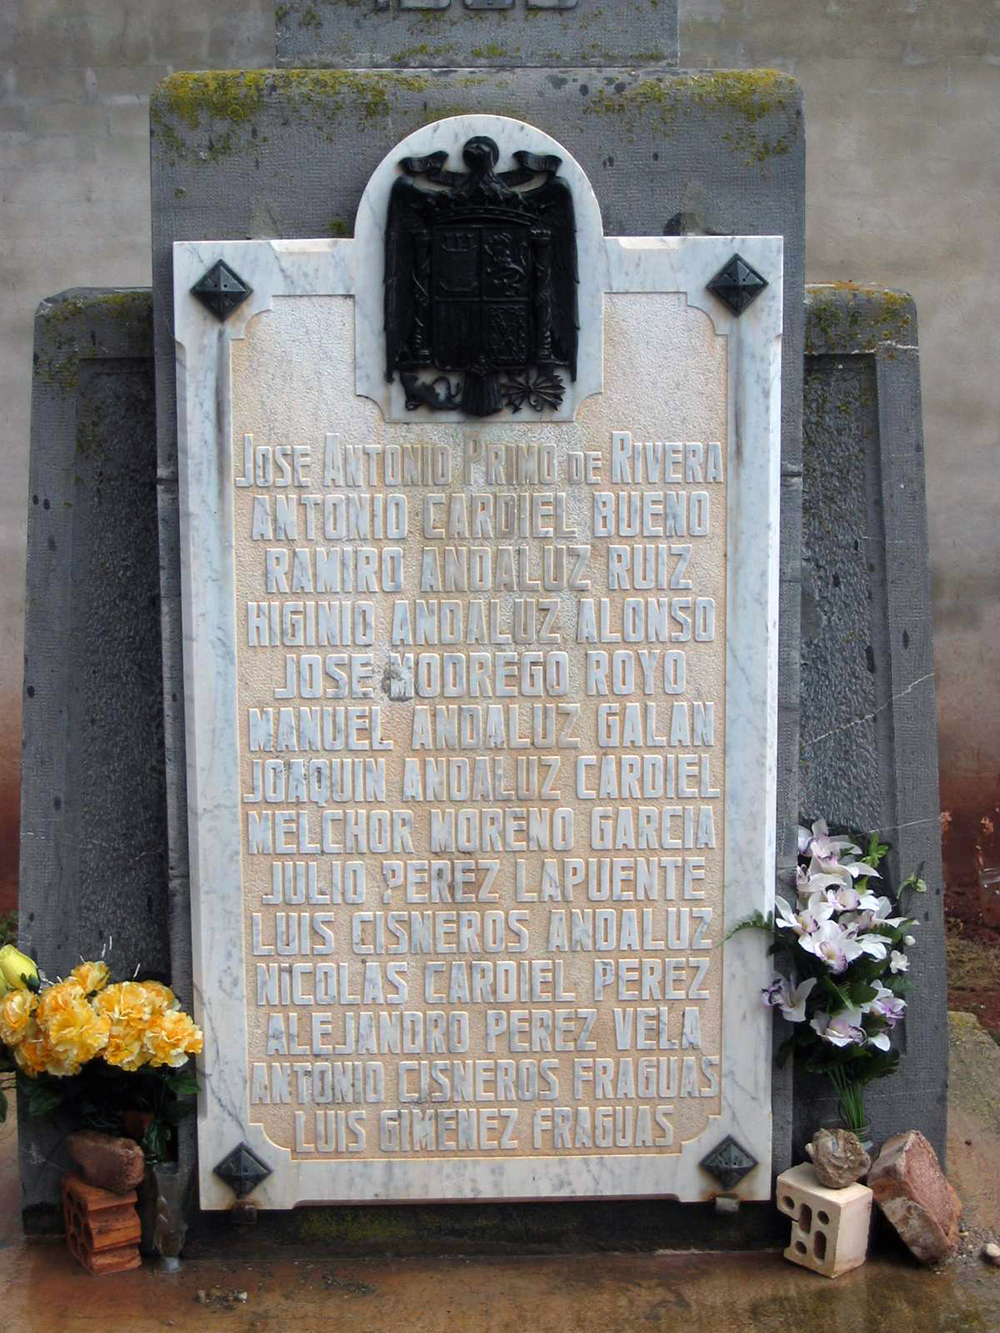 JOSE ANTONIO PRIMO DE RIVERA
ANTONIO CARDIEL BUENO
RAMIRO ANDALUZ RUIZ
HIGINIO ANDALUZ ALONSO
JOSE MODREGO ROYO
MANUEL ANDALUZ GALAN
JOAQUIN ANDALUZ CARDIEL
MELCHOR MORENO GARCIA
JULIO PEREZ LAPUENTE
LUIS CISNEROS ANDALUZ
NICOLAS CARDIEL PEREZ
ALEJANDRO PEREZ VELA
ANTONIO CISNEROS FRAGUAS
LUIS GIMENEZ FRAGUAS